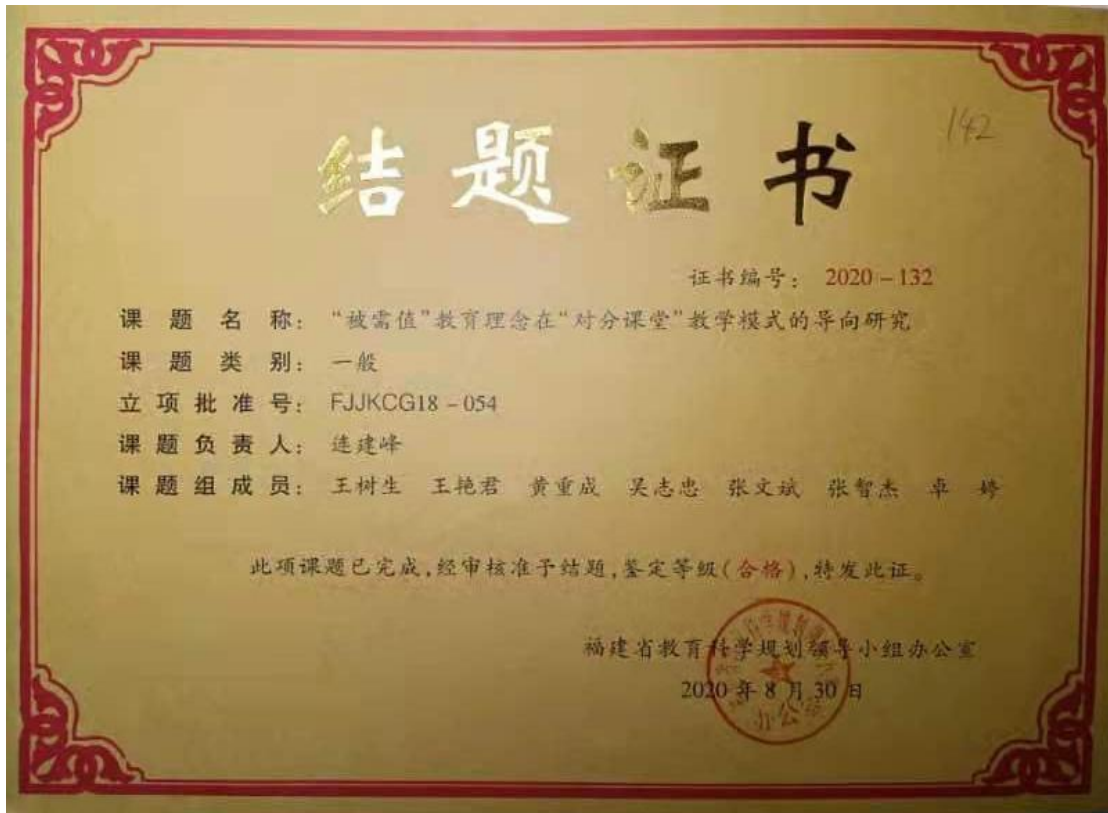 142
结题证书
证书编号： 2020－132
课题名称：“被需值”教育理念在“对分课堂”教学模式的导向研究
课题类别：一般
立项批准号：FJJKCG18－054
课题负责人：连建峰
课题组成员：王树生 王艳君 黄重成 吴志忠 张文斌 张智杰 卓婷
此项课题已完成，经审核准予结题，鉴定等级（合格），特发此证。
福建省教育科学规划领导小组办公室
2020年8月30日
办公室